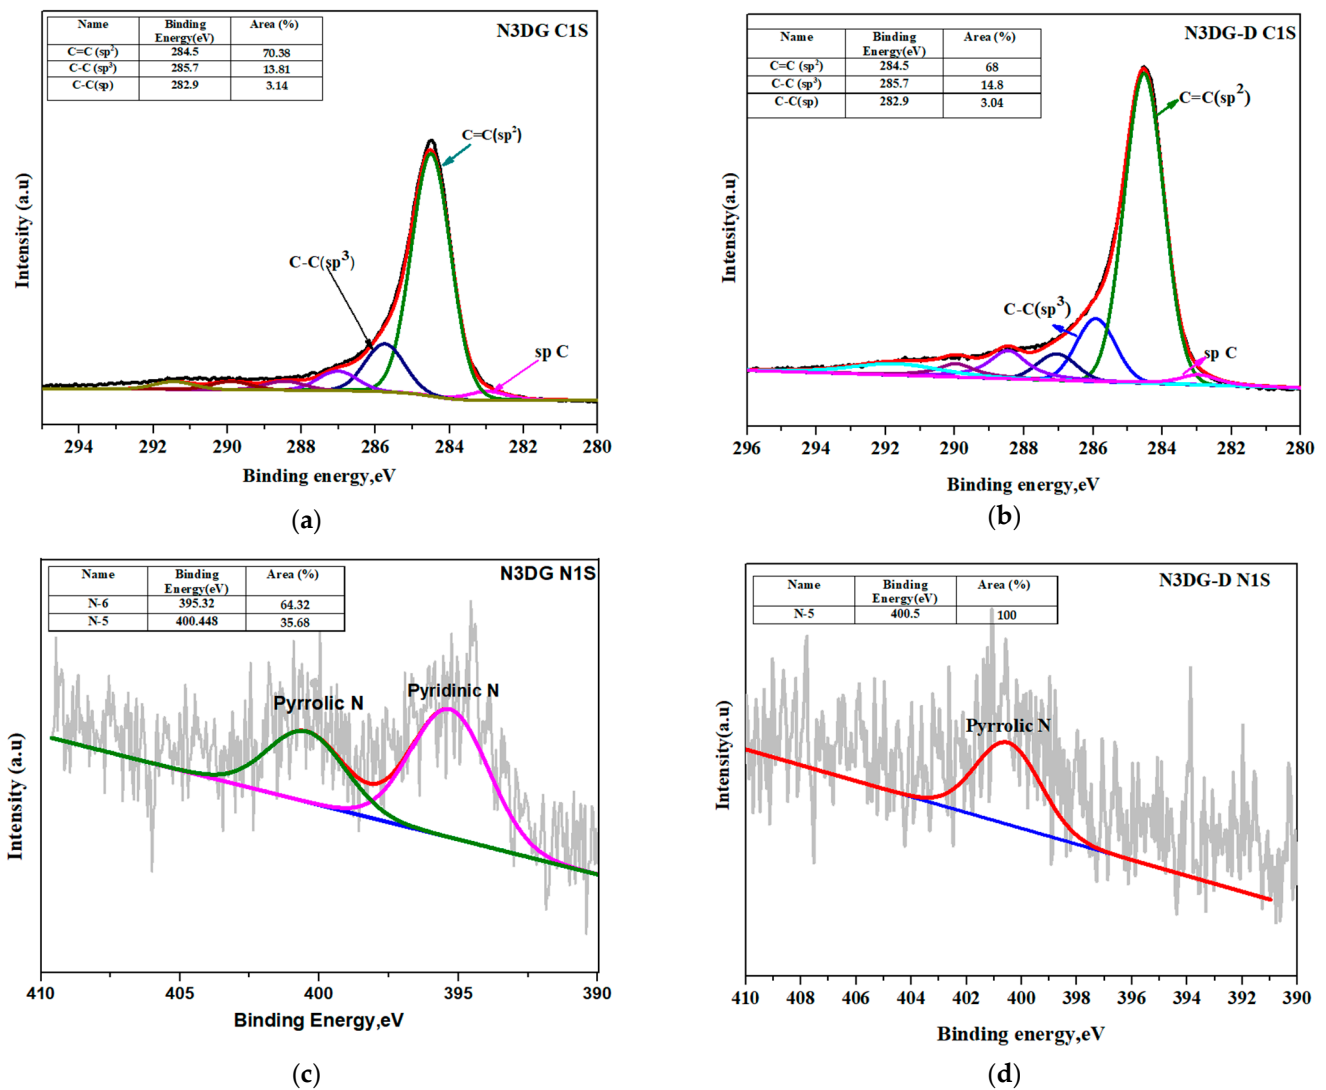 Name Binding Energy(eV) Area (%)
C=C (sp²) 284.5 70.38
C-C (sp³) 285.7 13.81
C-C(sp) 282.9 3.14
N3DG C1S
C=C(sp²)
C-C(sp³)
sp C
Intensity (a.u)
294 292 290 288 286 284 282 280
Binding energy,eV
(a)
Name Binding Energy(eV) Area (%)
C=C (sp²) 284.5 68
C-C (sp³) 285.7 14.8
C-C(sp) 282.9 3.04
N3DG-D C1S
C=C(sp²)
C-C(sp³)
sp C
Intensity(a.u)
296 294 292 290 288 286 284 282 280
Binding energy,eV
(b)
Name Binding Energy(eV) Area (%)
N-6 395.32 64.32
N-5 400.448 35.68
N3DG N1S
Pyrrolic N
Pyridinic N
Intensity (a.u)
410 405 400 395 390
Binding Energy,eV
(c)
Name Binding Energy(eV) Area (%)
N-5 400.5 100
N3DG-D N1S
Pyrrolic N
Intensity(a.u)
410 408 406 404 402 400 398 396 394 392 390
Binding energy,eV
(d)